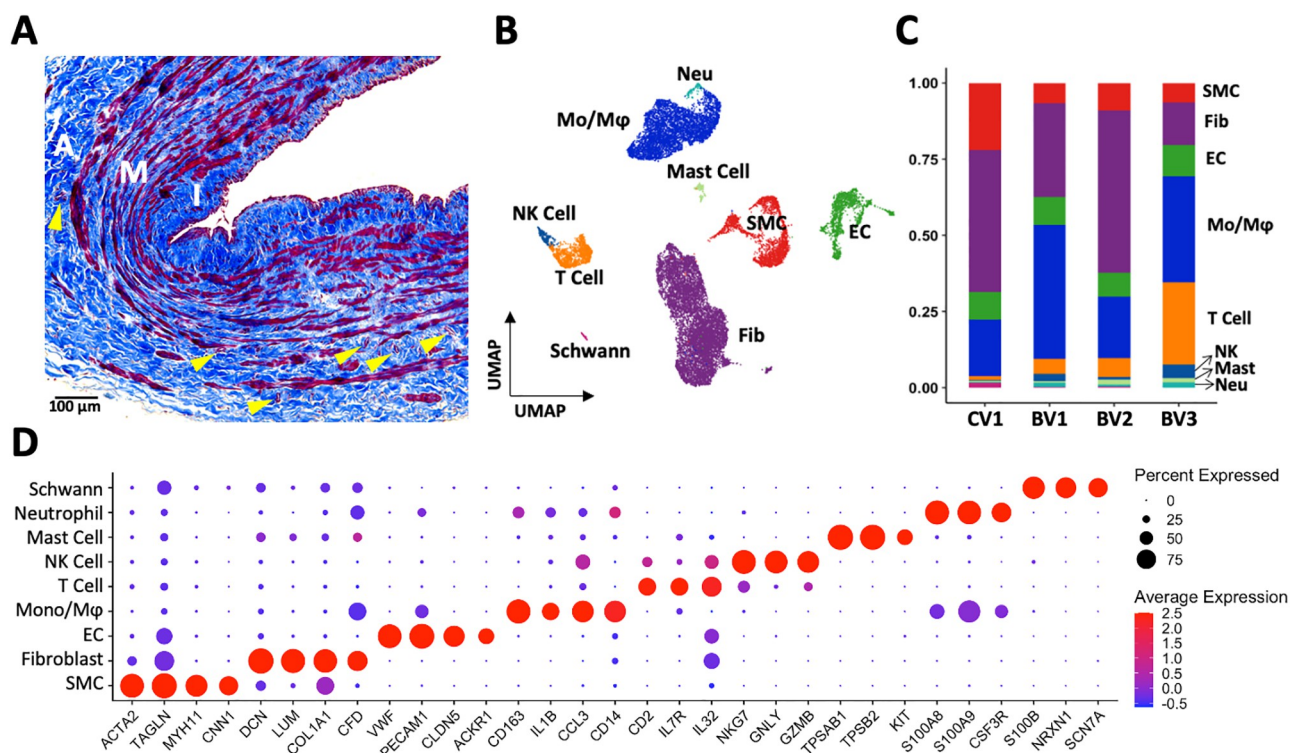 A
A
M
I
100 μm
B
Neu
Mo/Mφ
Mast Cell
NK Cell
SMC
EC
T Cell
Fib
Schwann
UMAP
UMAP
C
1.00
0.75
0.50
0.25
0.00
SMC
Fib
EC
Mo/Mφ
T Cell
NK
Mast
Neu
CV1 BV1 BV2 BV3
D
Schwann
Neutrophil
Mast Cell
NK Cell
T Cell
Mono/Mφ
EC
Fibroblast
SMC
ACTA2 TAGLN MYH11 CNN1 DCN LUM COL1A1 CFD VWF PECAM1 CLDN5 ACKR1 CD163 IL1B CCL3 CD14 CD2 IL7R IL32 NKG7 GNLY GZMB TPSAB1 TPSB2 KIT S100A8 S100A9 CSF3R S100B NRXN1 SCN7A
Percent Expressed
0
25
50
75
Average Expression
2.5
2.0
1.5
1.0
0.5
0.0
-0.5